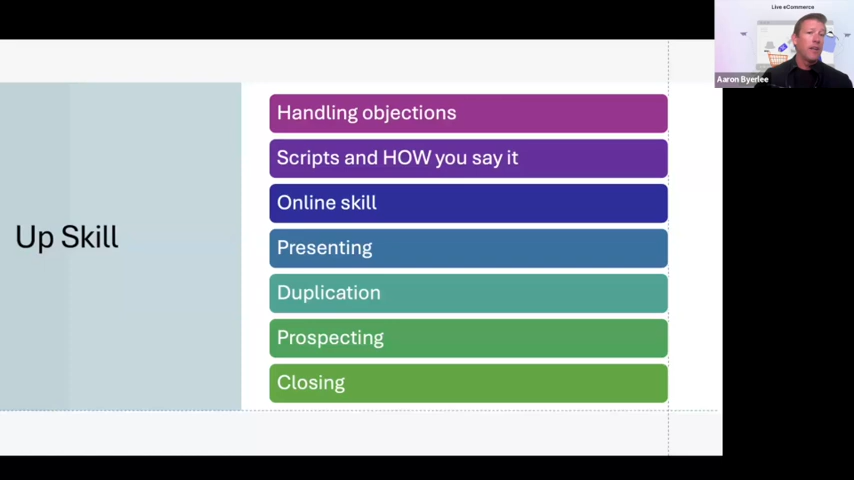 Live eCommerce
Aaron Byerlee
Up Skill
Handling objections
Scripts and HOW you say it
Online skill
Presenting
Duplication
Prospecting
Closing